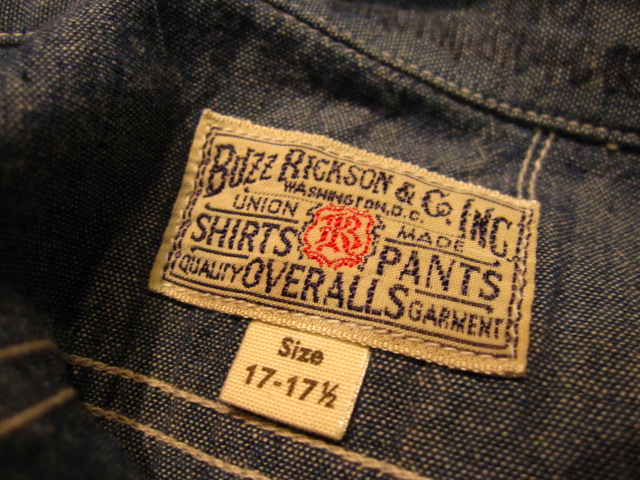 Buzz Rickson & Co Inc.
Washington, D.C.
Union Made
R
Shirts Pants
Quality Overalls Garment
Size
17-17½